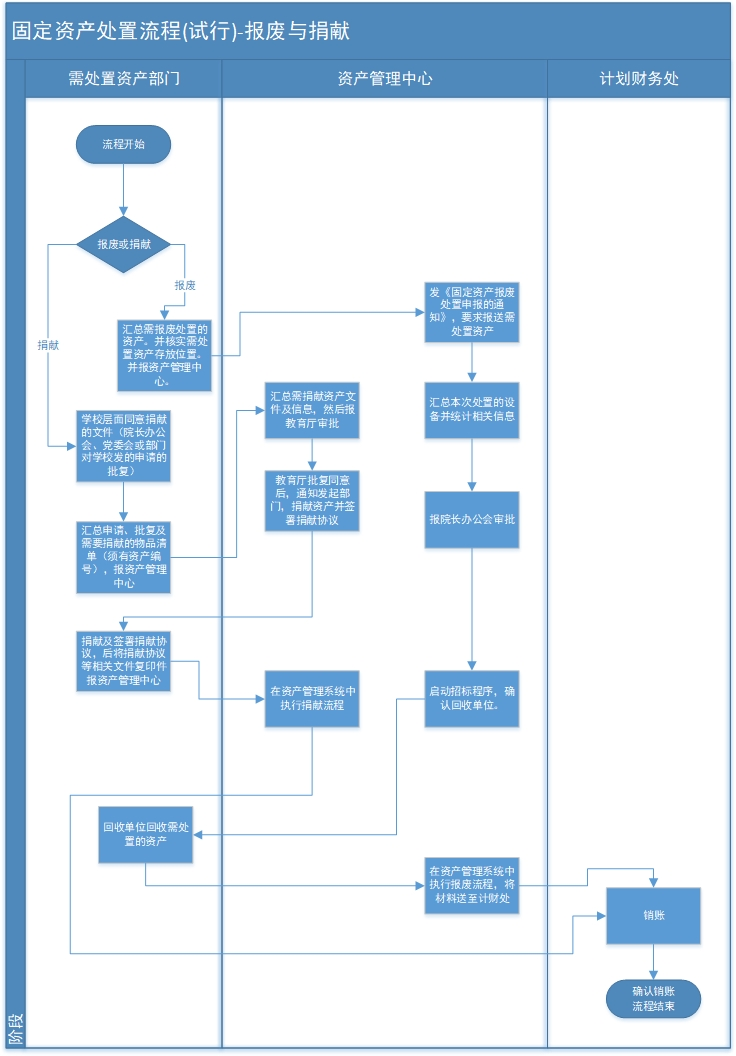 固定资产处置流程(试行)-报废与捐献
需处置资产部门
资产管理中心
计划财务处
流程开始
报废或捐献
报废
捐献
汇总需报废处置的
资产。并核实需处
置资产存放位置。
并报资产管理中
心。
发《固定资产报废
处置申报的通
知》，要求报送需
处置资产
学校层面同意捐献
的文件（院长办公
会、党委会或部门
对学校发的申请的
批复）
汇总需捐献资产文
件及信息，然后报
教育厅审批
汇总本次处置的设
备并统计相关信息
教育厅批复同意
后，通知发起部
门，捐献资产并签
署捐献协议
报院长办公会审批
汇总申请、批复及
需要捐献的物品清
单（须有资产编
号），报资产管理
中心
捐献及签署捐献协
议，后将捐献协议
等相关文件复印件
报资产管理中心
在资产管理系统中
执行捐献流程
启动招标程序，确
认回收单位。
回收单位回收需处
置的资产
在资产管理系统中
执行报废流程，将
材料送至计财处
销账
确认销账
流程结束
阶段